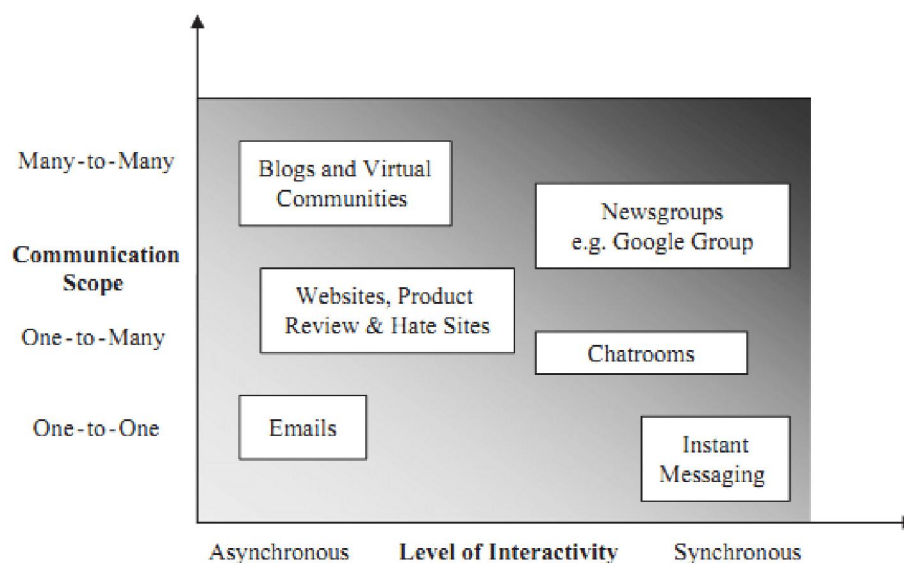 Many-to-Many
Blogs and Virtual
Communities
Newsgroups
e.g. Google Group
Communication
Scope
Websites, Product
Review & Hate Sites
One-to-Many
Chatrooms
One-to-One
Emails
Instant
Messaging
Asynchronous
Level of Interactivity
Synchronous